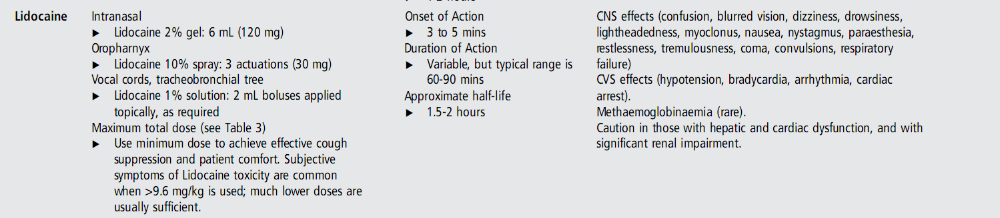 Lidocaine
Intranasal
▶ Lidocaine 2% gel: 6 mL (120 mg)
Oropharnyx
▶ Lidocaine 10% spray: 3 actuations (30 mg)
Vocal cords, tracheobronchial tree
▶ Lidocaine 1% solution: 2 mL boluses applied
topically, as required
Maximum total dose (see Table 3)
▶ Use minimum dose to achieve effective cough
suppression and patient comfort. Subjective
symptoms of Lidocaine toxicity are common
when >9.6 mg/kg is used; much lower doses are
usually sufficient.
Onset of Action
▶ 3 to 5 mins
Duration of Action
▶ Variable, but typical range is
60-90 mins
Approximate half-life
▶ 1.5-2 hours
CNS effects (confusion, blurred vision, dizziness, drowsiness,
lightheadedness, myoclonus, nausea, nystagmus, paraesthesia,
restlessness, tremulousness, coma, convulsions, respiratory
failure)
CVS effects (hypotension, bradycardia, arrhythmia, cardiac
arrest).
Methaemoglobinaemia (rare).
Caution in those with hepatic and cardiac dysfunction, and with
significant renal impairment.